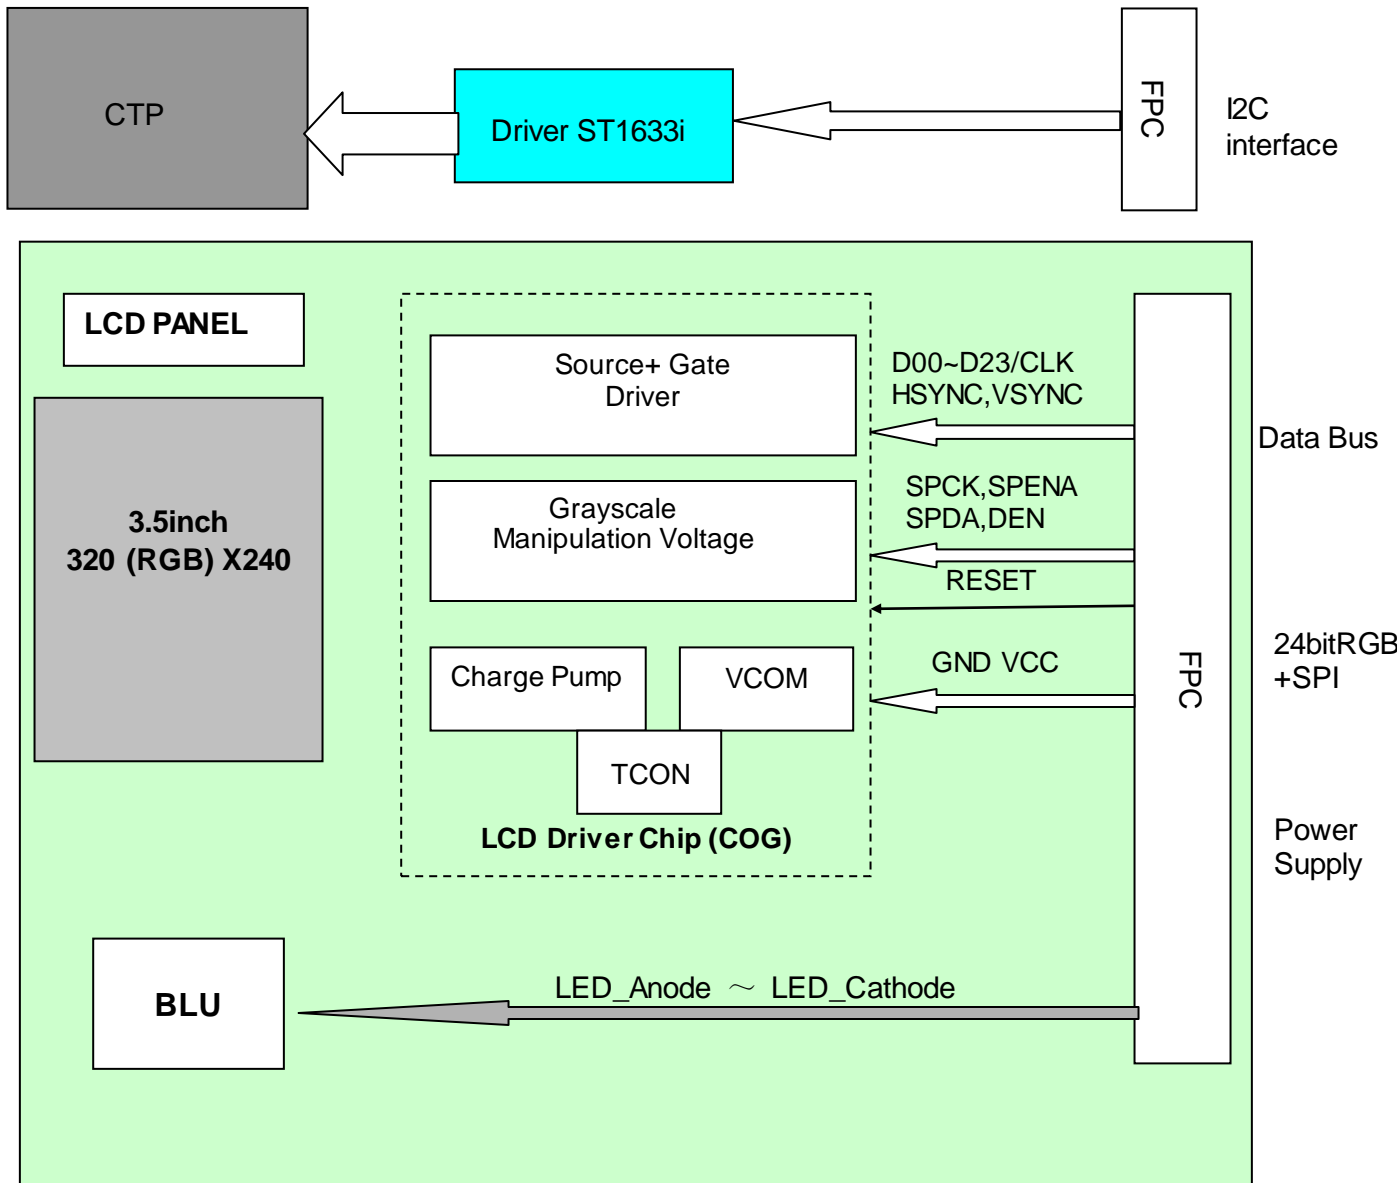 CTP
Driver ST1633i
FPC
I2C
interface
LCD PANEL
Source+ Gate
Driver
D00~D23/CLK
HSYNC,VSYNC
Data Bus
3.5inch
320 (RGB) X240
Grayscale
Manipulation Voltage
SPCK,SPENA
SPDA,DEN
RESET
Charge Pump
VCOM
GND VCC
FPC
24bitRGB
+SPI
TCON
LCD Driver Chip (COG)
Power
Supply
BLU
LED_Anode ～ LED_Cathode